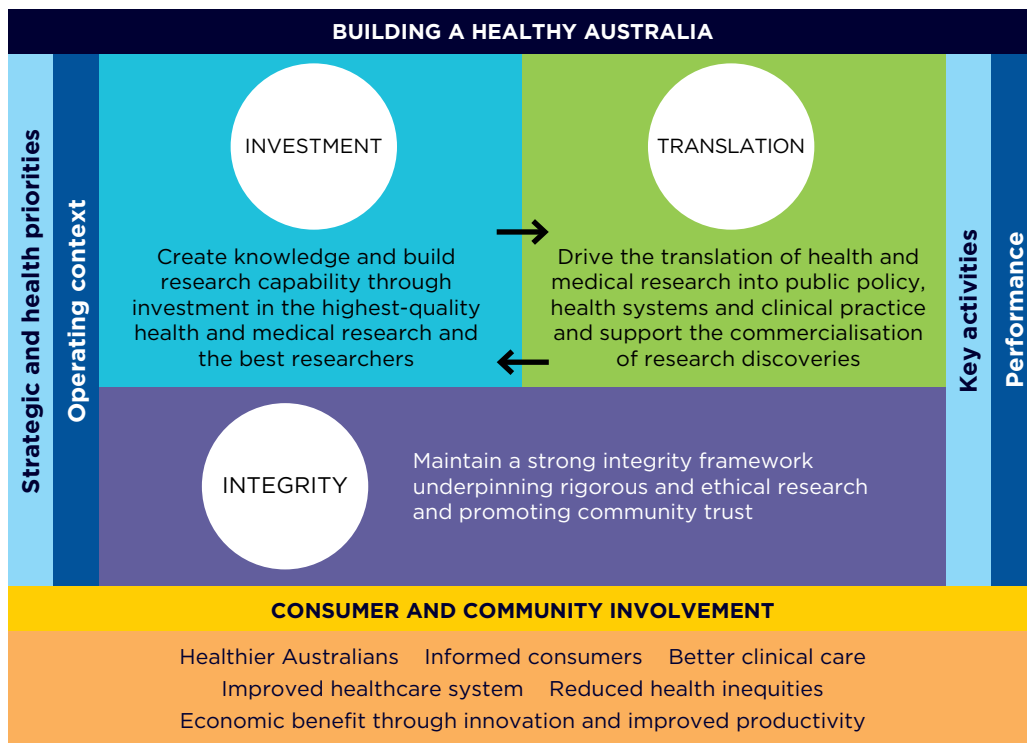 BUILDING A HEALTHY AUSTRALIA
Strategic and health priorities
Operating context
INVESTMENT
Create knowledge and build
research capability through
investment in the highest-quality
health and medical research and
the best researchers
TRANSLATION
Drive the translation of health and
medical research into public policy,
health systems and clinical practice
and support the commercialisation
of research discoveries
INTEGRITY
Maintain a strong integrity framework
underpinning rigorous and ethical research
and promoting community trust
Key activities
Performance
CONSUMER AND COMMUNITY INVOLVEMENT
Healthier Australians Informed consumers Better clinical care
Improved healthcare system Reduced health inequities
Economic benefit through innovation and improved productivity